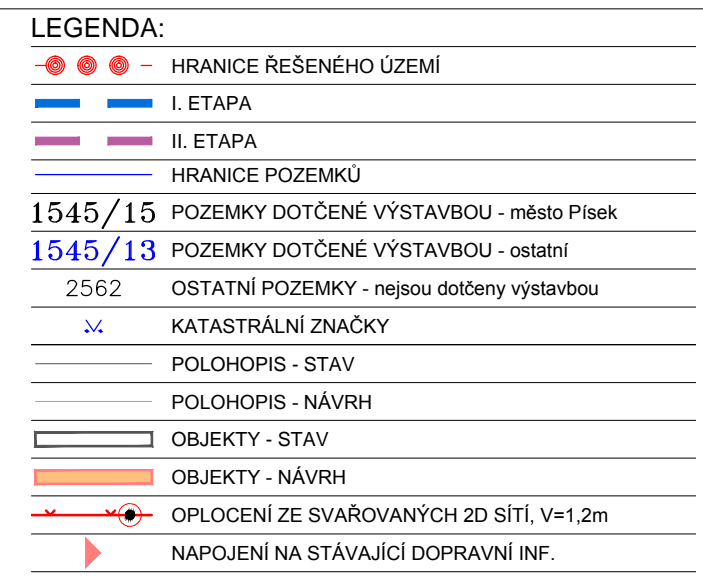 LEGENDA:
HRANICE ŘEŠENÉHO ÚZEMÍ
I. ETAPA
II. ETAPA
HRANICE POZEMKŮ
1545/15 POZEMKY DOTČENÉ VÝSTAVBOU - město Písek
1545/13 POZEMKY DOTČENÉ VÝSTAVBOU - ostatní
2562 OSTATNÍ POZEMKY - nejsou dotčeny výstavbou
KATASTRÁLNÍ ZNAČKY
POLOHOPIS - STAV
POLOHOPIS - NÁVRH
OBJEKTY - STAV
OBJEKTY - NÁVRH
OPLOCENÍ ZE SVAŘOVANÝCH 2D SÍTÍ, V=1,2m
NAPOJENÍ NA STÁVAJÍCÍ DOPRAVNÍ INF.